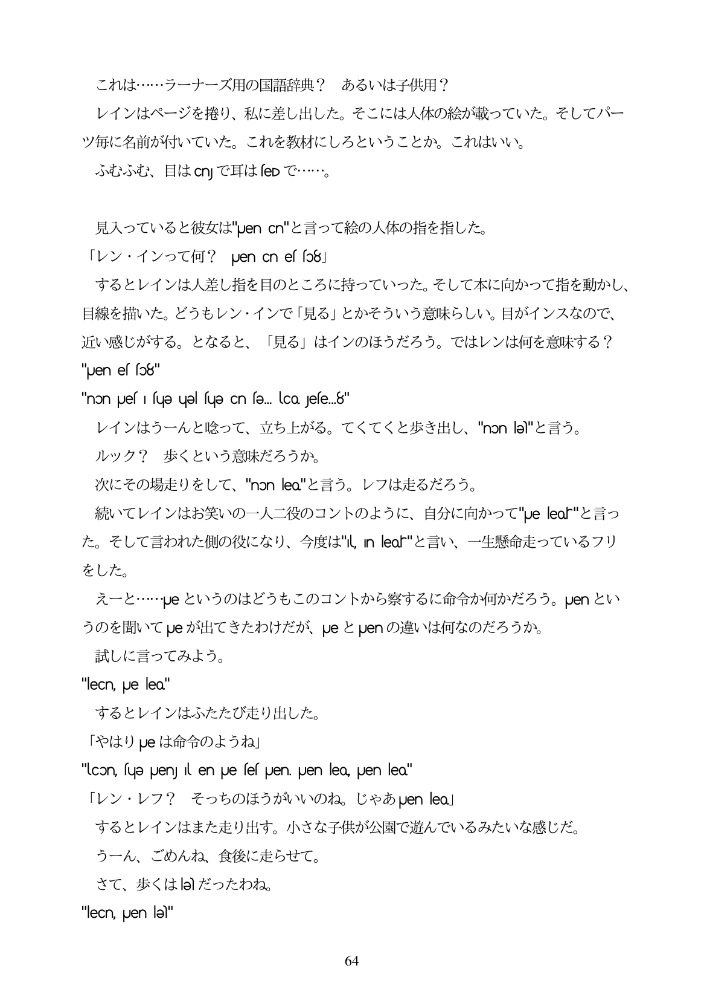 これは……ラーナーズ用の国語辞典？　あるいは子供用？
レインはページを捲り、私に差し出した。そこには人体の絵が載っていた。そしてパー
ツ毎に名前が付いていた。これを教材にしろということか。これはいい。
ふむふむ、目は cnȷ で耳は ſeɒ で……。
見入っていると彼女は"µen cn"と言って絵の人体の指を指した。
「レン・インって何？　µen cn eſ ſɔȣ」
するとレインは人差し指を目のところに持っていった。そして本に向かって指を動かし、
目線を描いた。どうもレン・インで「見る」とかそういう意味らしい。目がインスなので、
近い感じがする。となると、「見る」はインのほうだろう。ではレンは何を意味する？
"µen eſ ſɔȣ"
"nɔn µeſ ı ſyə yəl ſyə cn ſə... lcɑ ȷeſe...ȣ"
レインはうーんと唸って、立ち上がる。てくてくと歩き出し、"nɔn lə˥"と言う。
ルック？　歩くという意味だろうか。
次にその場走りをして、"nɔn leɑ"と言う。レフは走るだろう。
続いてレインはお笑いの一人二役のコントのように、自分に向かって"µe leɑƗ"と言っ
た。そして言われた側の役になり、今度は"ıl, ın leɑƗ"と言い、一生懸命走っているフリ
をした。
えーと……µe というのはどうもこのコントから察するに命令か何かだろう。µen とい
うのを聞いて µe が出てきたわけだが、µe と µen の違いは何なのだろうか。
試しに言ってみよう。
"lecn, µe leɑ"
するとレインはふたたび走り出した。
「やはり µe は命令のようね」
"lcɔn, ſyə µenȷ ıl en µe ſeſ µen. µen leɑ, µen leɑ"
「レン・レフ？　そっちのほうがいいのね。じゃあ µen leɑ」
するとレインはまた走り出す。小さな子供が公園で遊んでいるみたいな感じだ。
うーん、ごめんね、食後に走らせて。
さて、歩くは lə˥ だったわね。
"lecn, µen lə˥"
64